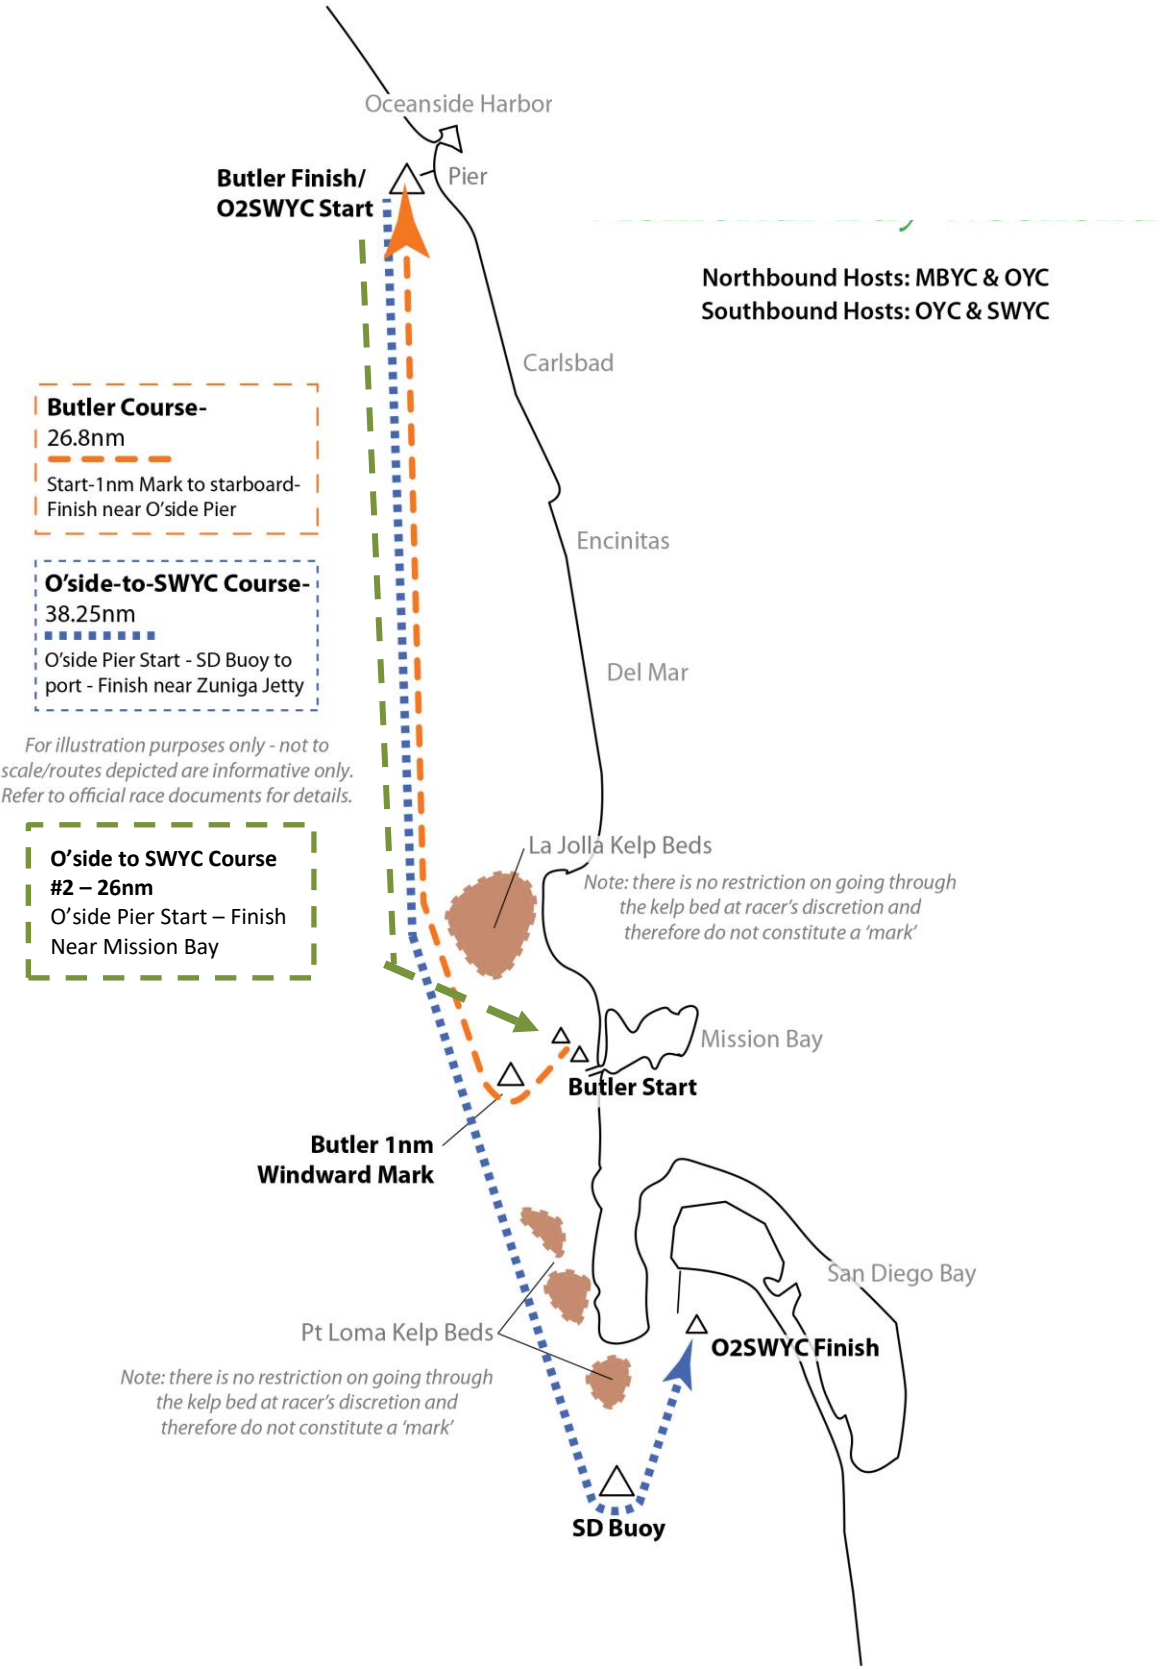 Oceanside Harbor
Pier
Butler Finish/
O2SWYC Start
Northbound Hosts: MBYC & OYC
Southbound Hosts: OYC & SWYC
Carlsbad
Butler Course-
26.8nm
Start-1nm Mark to starboard-
Finish near O'side Pier
Encinitas
O'side-to-SWYC Course-
38.25nm
O'side Pier Start - SD Buoy to
port - Finish near Zuniga Jetty
Del Mar
For illustration purposes only - not to
scale/routes depicted are informative only.
Refer to official race documents for details.
O'side to SWYC Course
#2 – 26nm
O'side Pier Start – Finish
Near Mission Bay
La Jolla Kelp Beds
Note: there is no restriction on going through
the kelp bed at racer's discretion and
therefore do not constitute a 'mark'
Mission Bay
Butler Start
Butler 1nm
Windward Mark
San Diego Bay
Pt Loma Kelp Beds
O2SWYC Finish
Note: there is no restriction on going through
the kelp bed at racer's discretion and
therefore do not constitute a 'mark'
SD Buoy